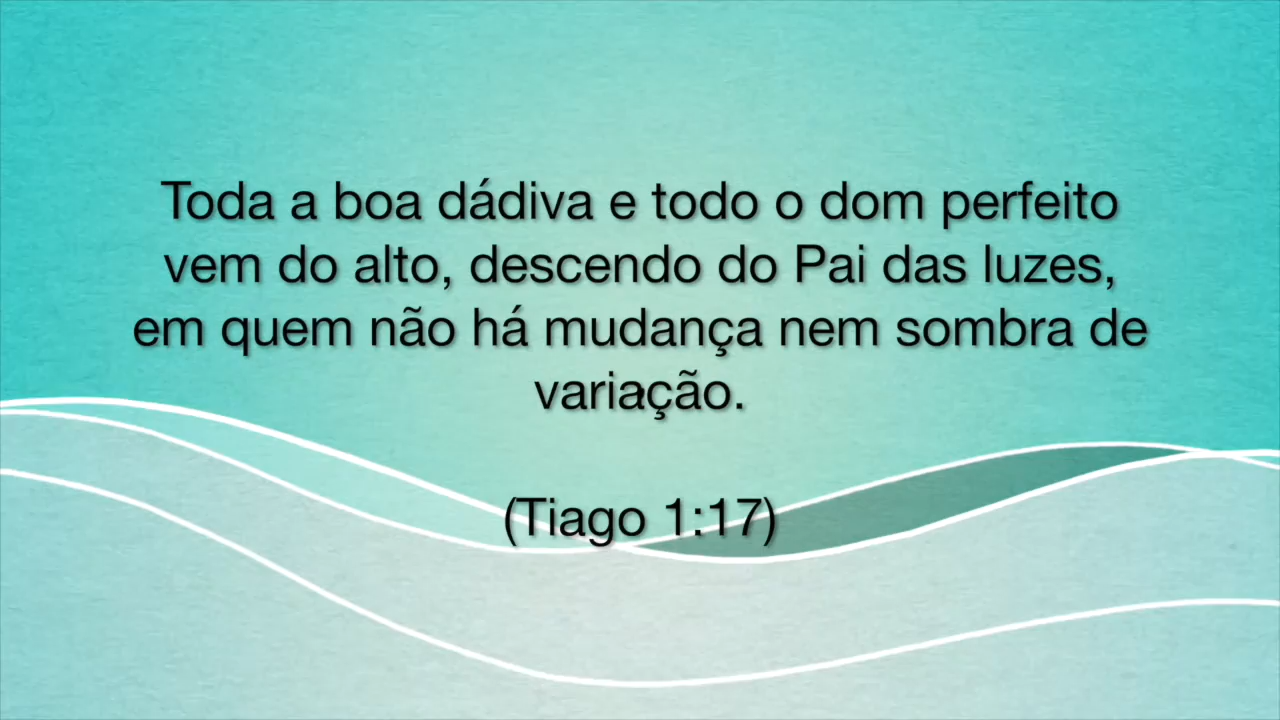 Toda a boa dádiva e todo o dom perfeito
vem do alto, descendo do Pai das luzes,
em quem não há mudança nem sombra de
variação.
(Tiago 1:17)